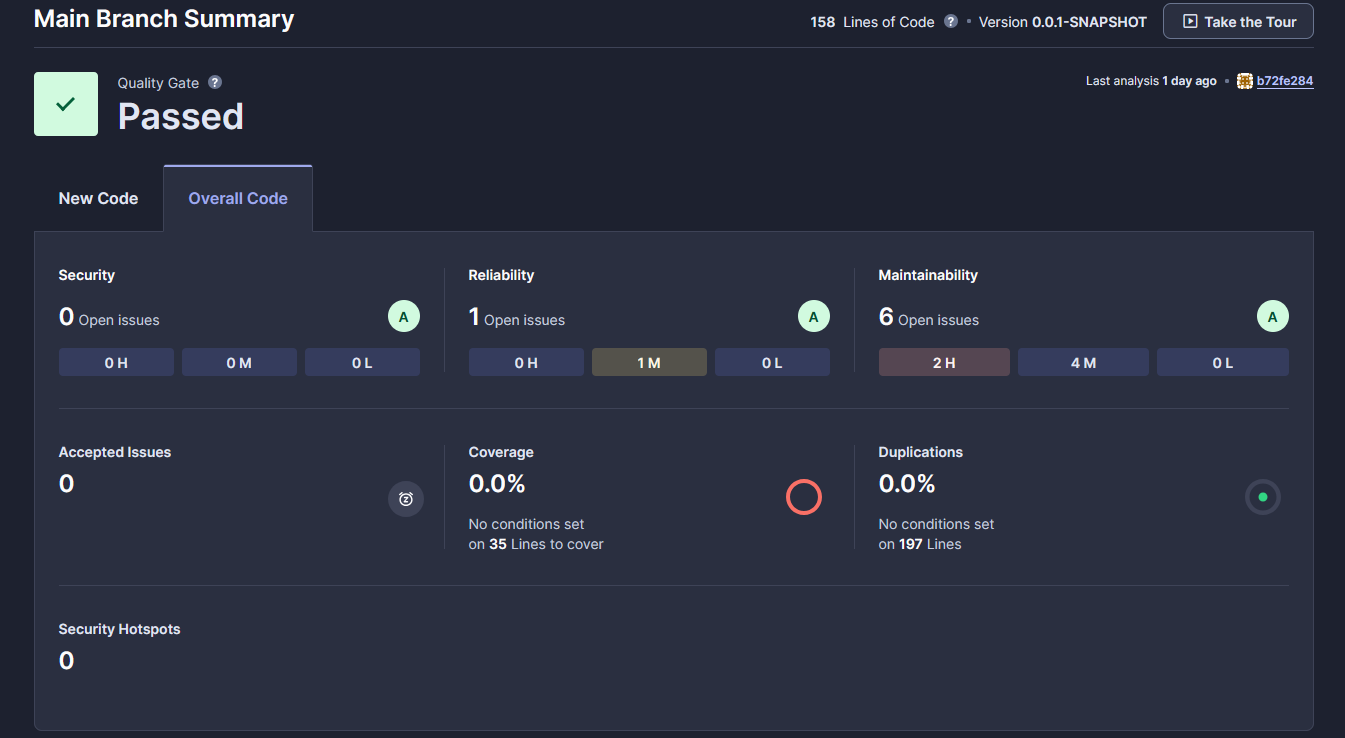 Main Branch Summary
158 Lines of Code ? • Version 0.0.1-SNAPSHOT
Take the Tour
Quality Gate ?
Passed
Last analysis 1 day ago • b72fe284
New Code
Overall Code
Security
0 Open issues
A
0 H
0 M
0 L
Reliability
1 Open issues
A
0 H
1 M
0 L
Maintainability
6 Open issues
A
2 H
4 M
0 L
Accepted Issues
0
Coverage
0.0%
No conditions set
on 35 Lines to cover
Duplications
0.0%
No conditions set
on 197 Lines
Security Hotspots
0